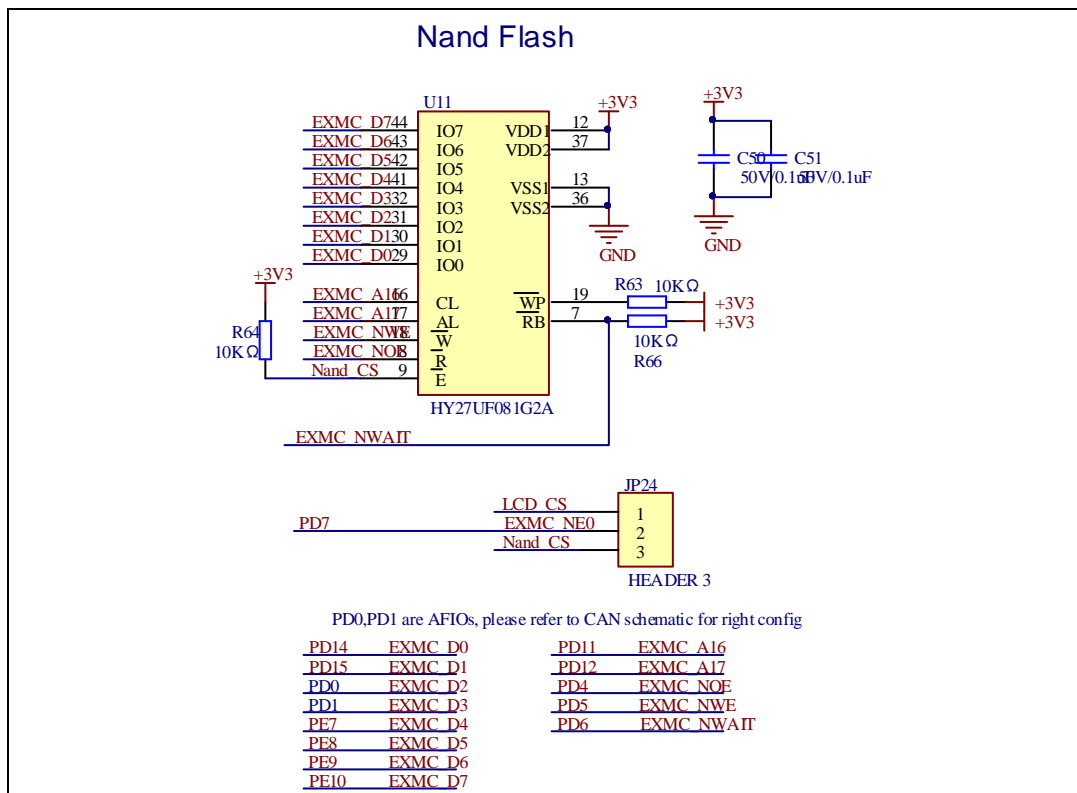 Nand Flash
U11
+3V3
+3V3
EXMC_D7 44 IO7 VDD1 12
EXMC_D6 43 IO6 VDD2 37
EXMC_D5 42 IO5
EXMC_D4 41 IO4 VSS1 13
EXMC_D3 32 IO3 VSS2 36
EXMC_D2 31 IO2
EXMC_D1 30 IO1
EXMC_D0 29 IO0
GND
C50 C51
50V/0.1uF 50V/0.1uF
GND
+3V3
R64
10KΩ
EXMC_A16 16 CL WP 19 R63 10KΩ +3V3
EXMC_A17 17 AL RB 7 10KΩ +3V3
R66
EXMC_NWE 18 W
EXMC_NOE 8 R
Nand_CS 9 E
HY27UF081G2A
EXMC_NWAIT
JP24
LCD_CS 1
PD7 EXMC_NE0 2
Nand_CS 3
HEADER 3
PD0,PD1 are AFIOs, please refer to CAN schematic for right config
PD14 EXMC_D0 PD11 EXMC_A16
PD15 EXMC_D1 PD12 EXMC_A17
PD0 EXMC_D2 PD4 EXMC_NOE
PD1 EXMC_D3 PD5 EXMC_NWE
PE7 EXMC_D4 PD6 EXMC_NWAIT
PE8 EXMC_D5
PE9 EXMC_D6
PE10 EXMC_D7